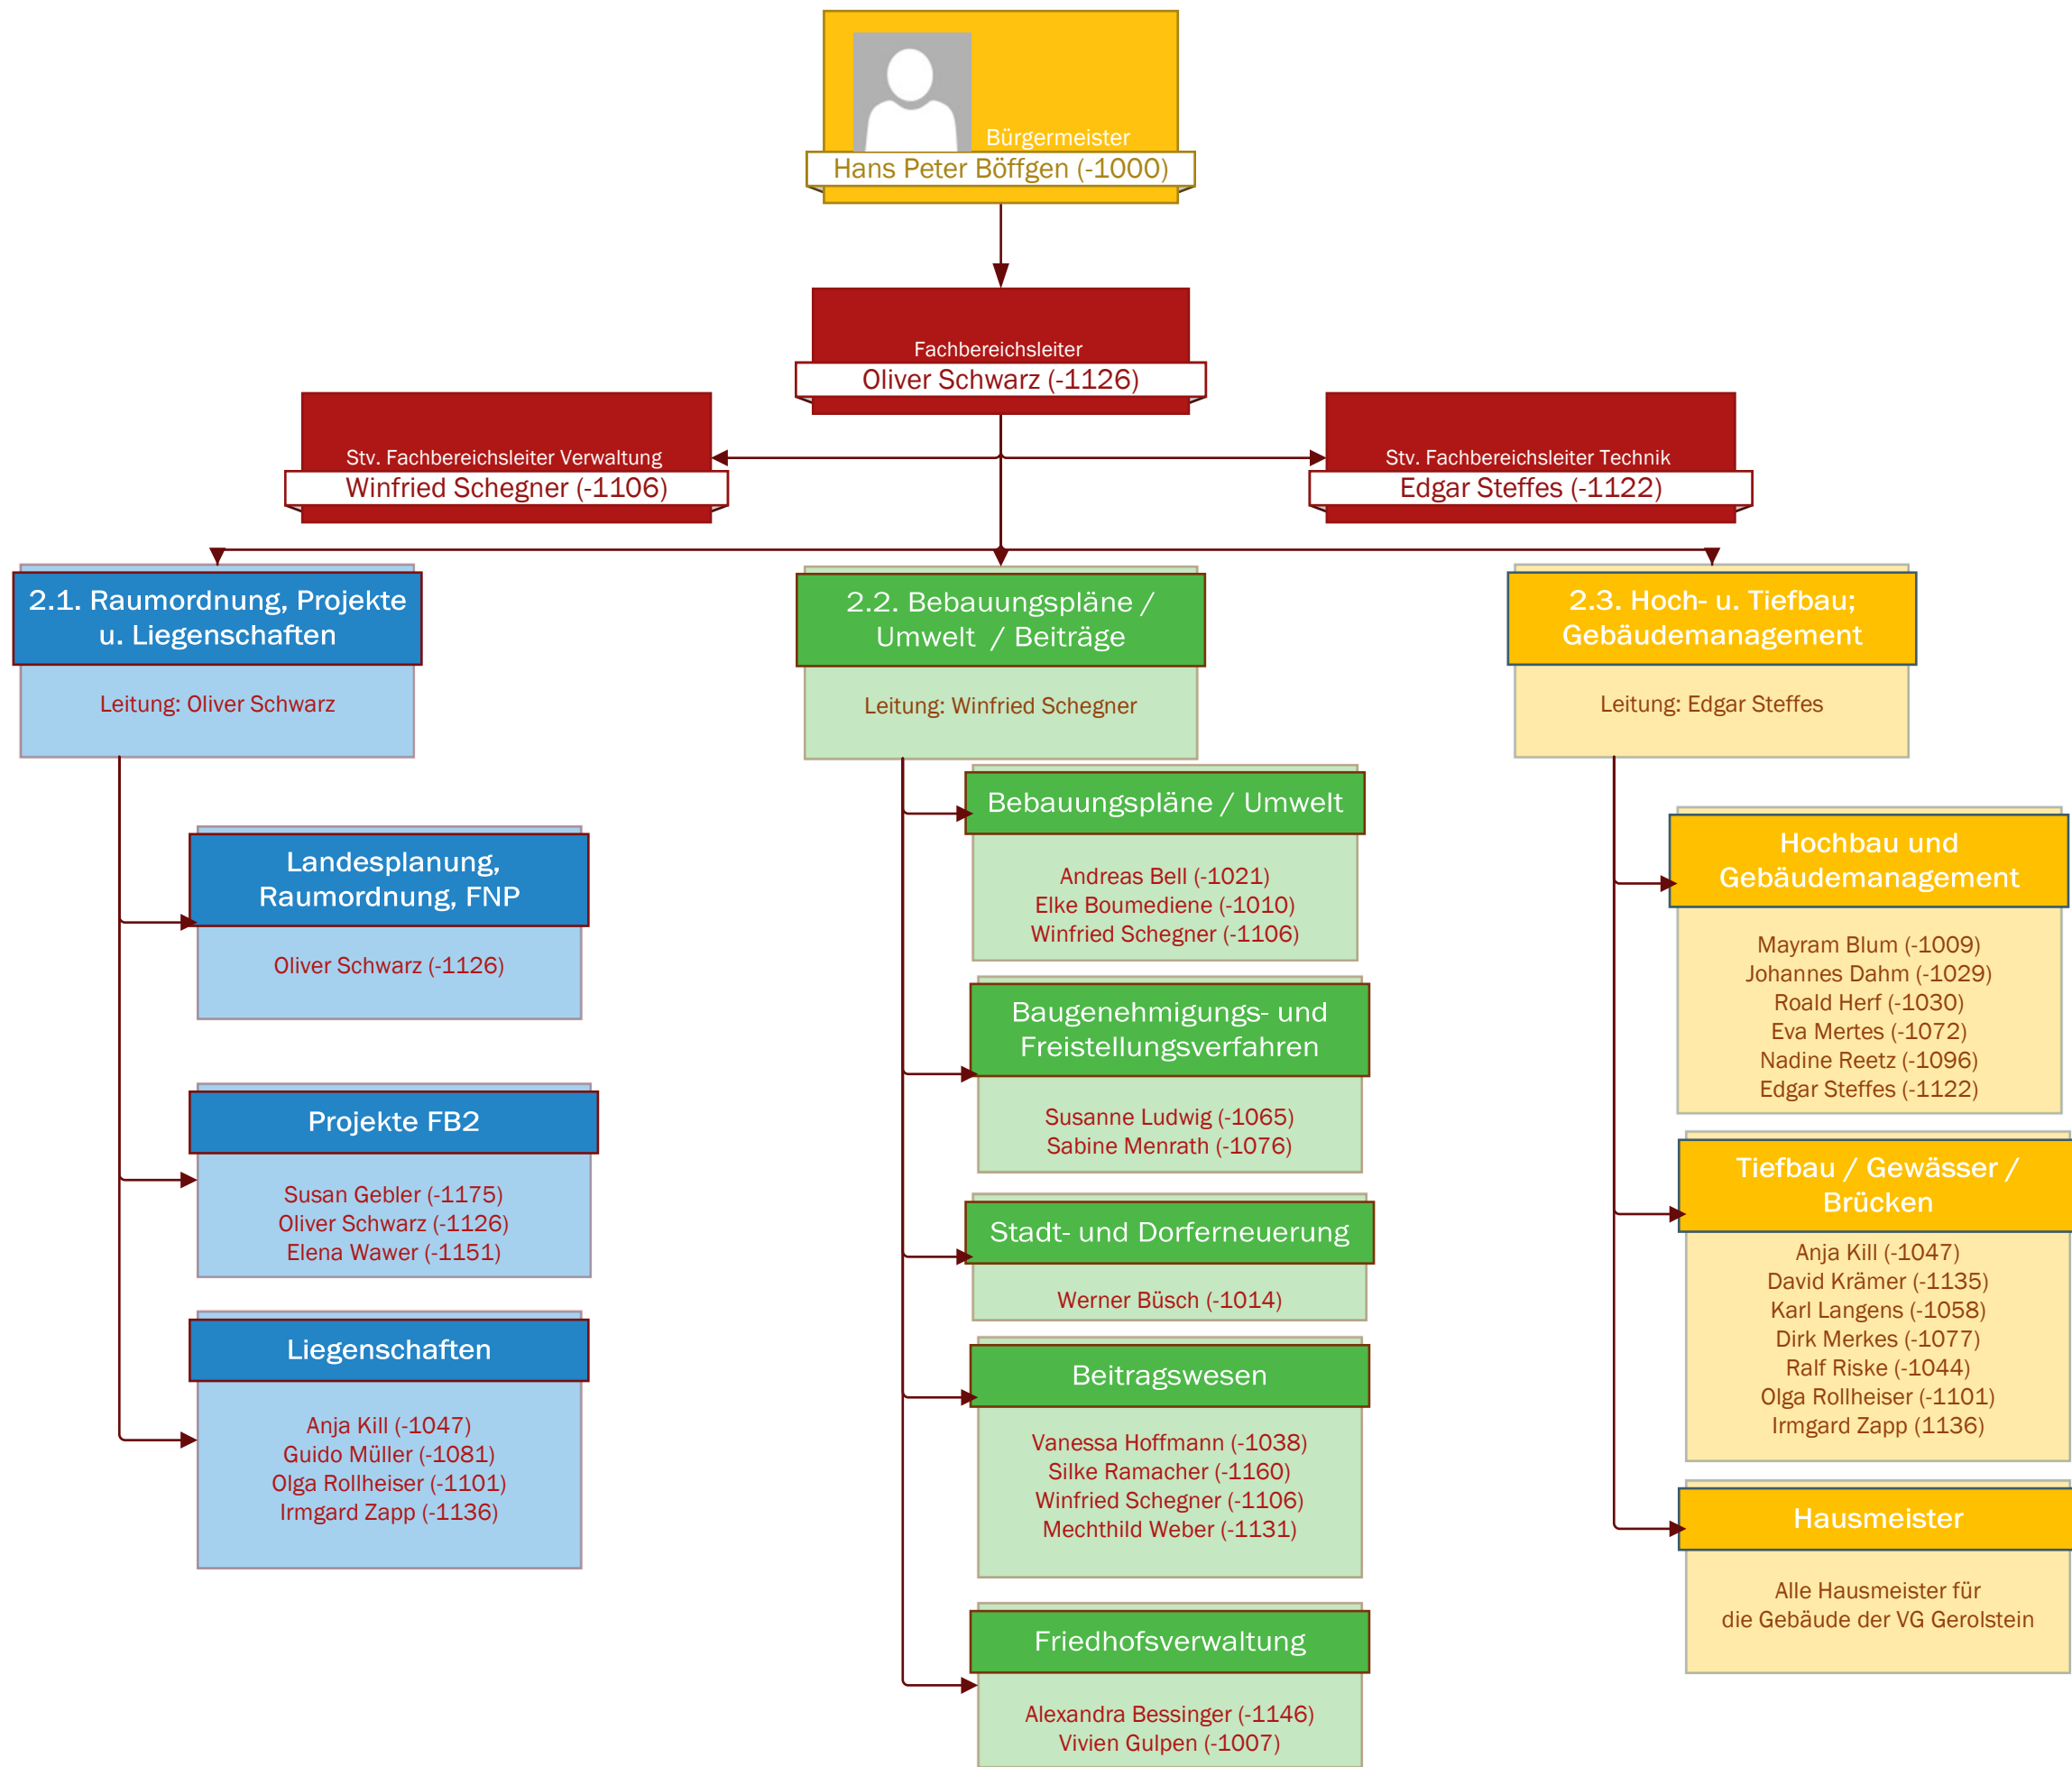 Bürgermeister
Hans Peter Böffgen (-1000)
Fachbereichsleiter
Oliver Schwarz (-1126)
Stv. Fachbereichsleiter Verwaltung
Winfried Schegner (-1106)
Stv. Fachbereichsleiter Technik
Edgar Steffes (-1122)
2.1. Raumordnung, Projekte
u. Liegenschaften
Leitung: Oliver Schwarz
Landesplanung,
Raumordnung, FNP
Oliver Schwarz (-1126)
Projekte FB2
Susan Gebler (-1175)
Oliver Schwarz (-1126)
Elena Wawer (-1151)
Liegenschaften
Anja Kill (-1047)
Guido Müller (-1081)
Olga Rollheiser (-1101)
Irmgard Zapp (-1136)
2.2. Bebauungspläne /
Umwelt / Beiträge
Leitung: Winfried Schegner
Bebauungspläne / Umwelt
Andreas Bell (-1021)
Elke Boumediene (-1010)
Winfried Schegner (-1106)
Baugenehmigungs- und
Freistellungsverfahren
Susanne Ludwig (-1065)
Sabine Menrath (-1076)
Stadt- und Dorferneuerung
Werner Büsch (-1014)
Beitragswesen
Vanessa Hoffmann (-1038)
Silke Ramacher (-1160)
Winfried Schegner (-1106)
Mechthild Weber (-1131)
Friedhofsverwaltung
Alexandra Bessinger (-1146)
Vivien Gulpen (-1007)
2.3. Hoch- u. Tiefbau;
Gebäudemanagement
Leitung: Edgar Steffes
Hochbau und
Gebäudemanagement
Mayram Blum (-1009)
Johannes Dahm (-1029)
Roald Herf (-1030)
Eva Mertes (-1072)
Nadine Reetz (-1096)
Edgar Steffes (-1122)
Tiefbau / Gewässer /
Brücken
Anja Kill (-1047)
David Krämer (-1135)
Karl Langens (-1058)
Dirk Merkes (-1077)
Ralf Riske (-1044)
Olga Rollheiser (-1101)
Irmgard Zapp (1136)
Hausmeister
Alle Hausmeister für
die Gebäude der VG Gerolstein